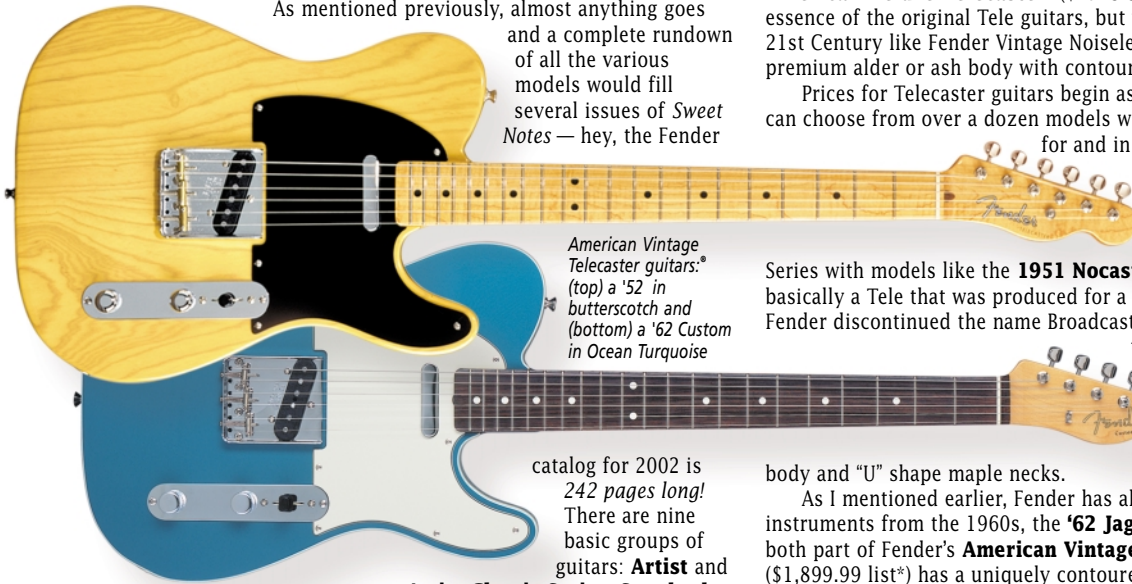 As mentioned previously, almost anything goes
and a complete rundown
of all the various
models would fill
several issues of Sweet
Notes — hey, the Fender
American Vintage
Telecaster guitars:®
(top) a '52 in
butterscotch and
(bottom) a '62 Custom
in Ocean Turquoise
catalog for 2002 is
242 pages long!
There are nine
basic groups of
guitars: Artist and
essence of the original Tele guitars, but
21st Century like Fender Vintage Noisele
premium alder or ash body with contour
Prices for Telecaster guitars begin as
can choose from over a dozen models w
for and in
Fender
Series with models like the 1951 Nocast
basically a Tele that was produced for a
Fender discontinued the name Broadcast
Fend
body and “U” shape maple necks.
As I mentioned earlier, Fender has al
instruments from the 1960s, the ‘62 Jag
both part of Fender’s American Vintage
($1,899.99 list*) has a uniquely contoure